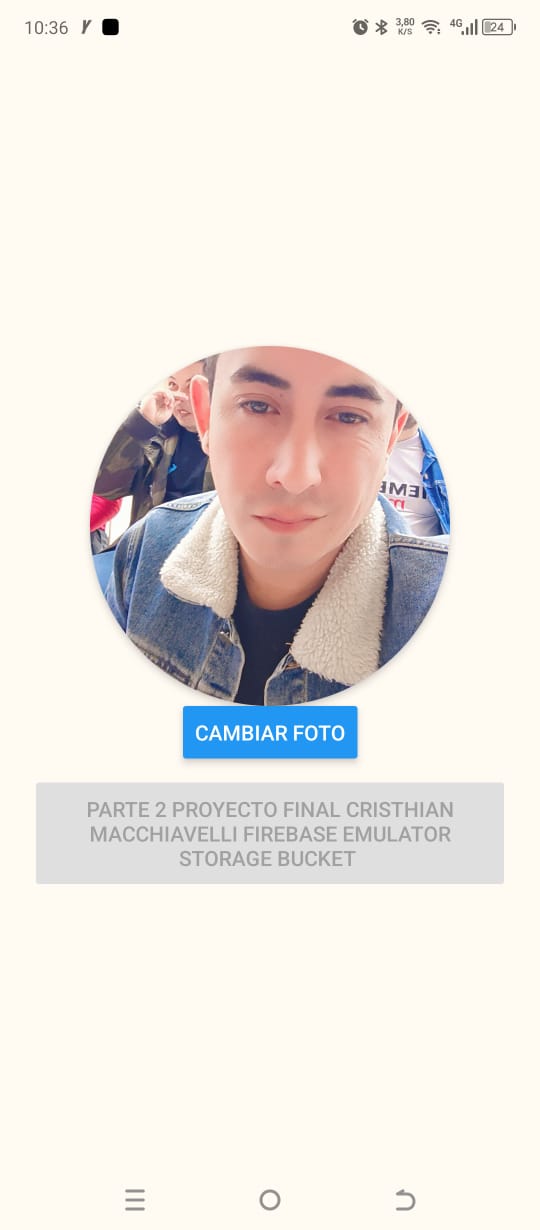 10:36
3,80
K/S
4G
24
CAMBIAR FOTO
PARTE 2 PROYECTO FINAL CRISTHIAN
MACCHIAVELLI FIREBASE EMULATOR
STORAGE BUCKET